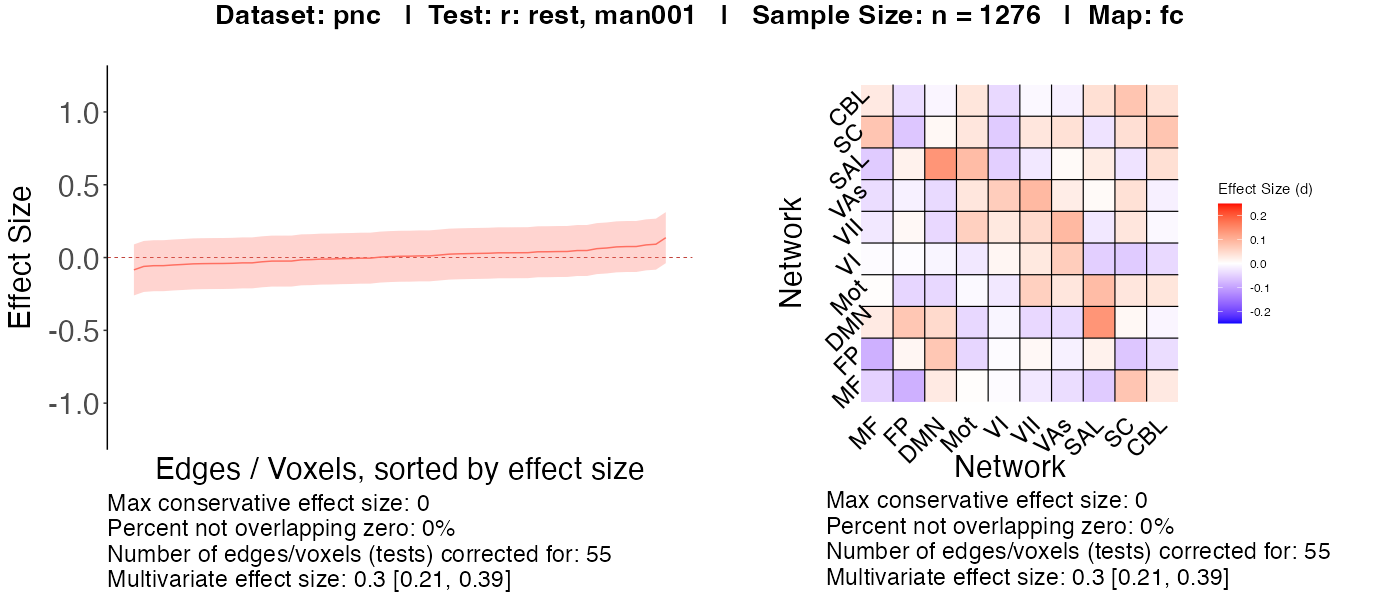 Dataset: pnc | Test: r: rest, man001 | Sample Size: n = 1276 | Map: fc
Effect Size
1.0
0.5
0.0
-0.5
-1.0
Edges / Voxels, sorted by effect size
Max conservative effect size: 0
Percent not overlapping zero: 0%
Number of edges/voxels (tests) corrected for: 55
Multivariate effect size: 0.3 [0.21, 0.39]
Network
CBL
SC
SAL
VAs
VII
VI
Mot
DMN
FP
MF
MF
FP
DMN
Mot
VI
VII
VAs
SAL
SC
CBL
Network
Effect Size (d)
0.2
0.1
0.0
-0.1
-0.2
Max conservative effect size: 0
Percent not overlapping zero: 0%
Number of edges/voxels (tests) corrected for: 55
Multivariate effect size: 0.3 [0.21, 0.39]